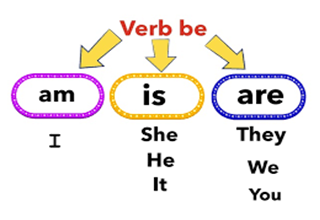 Verb be
am is are
I She They
He We
It You